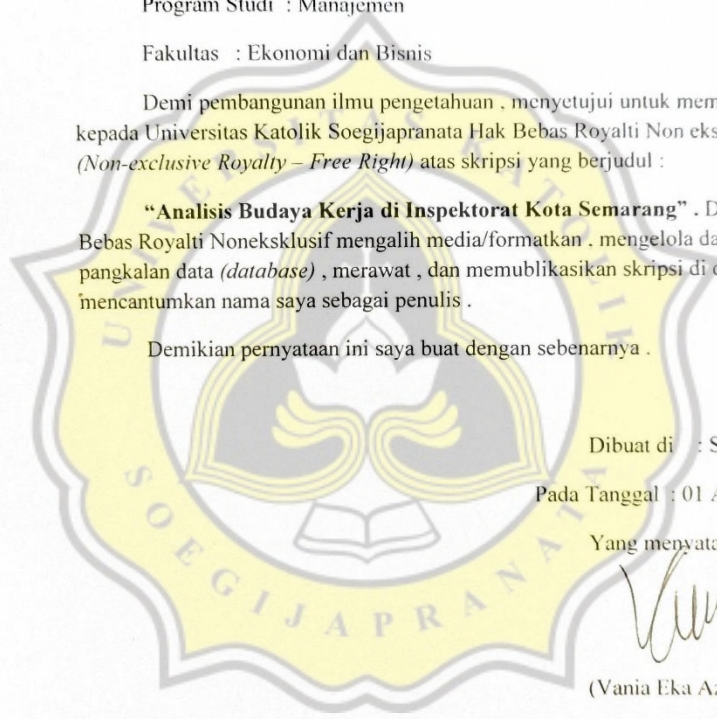 Program Studi : Manajemen
Fakultas : Ekonomi dan Bisnis
Demi pembangunan ilmu pengetahuan , menyetujui untuk mem
kepada Universitas Katolik Soegijapranata Hak Bebas Royalti Non eks
(Non-exclusive Royalty – Free Right) atas skripsi yang berjudul :
“Analisis Budaya Kerja di Inspektorat Kota Semarang” . D
Bebas Royalti Noneksklusif mengalih media/formatkan , mengelola da
pangkalan data (database) , merawat , dan memublikasikan skripsi di
mencantumkan nama saya sebagai penulis .
Demikian pernyataan ini saya buat dengan sebenarnya .
Dibuat di : S
Pada Tanggal : 01 A
Yang menyata
(Vania Eka Az
UNIVERSITAS KATOLIK
SOEGIJAPRANATA